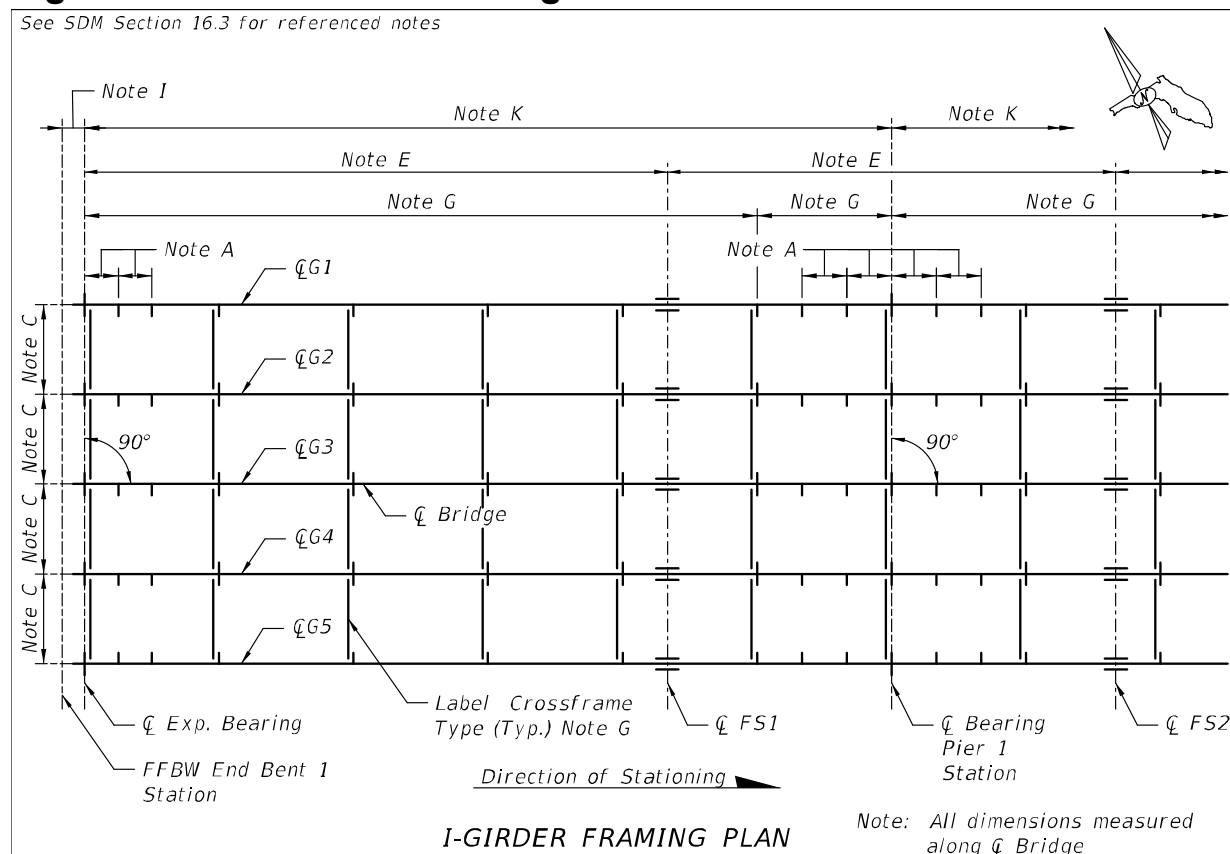 See SDM Section 16.3 for referenced notes
Note I
N
Note K
Note K
Note E
Note E
Note G
Note G
Note G
Note A
Note A
℄G1
Note C
℄G2
Note C
90°
℄G3
90°
℄ Bridge
Note C
℄G4
Note C
℄G5
Label Crossframe
Type (Typ.) Note G
℄ Exp. Bearing
℄ FS1
℄ Bearing
Pier 1
Station
℄ FS2
FFBW End Bent 1
Station
Direction of Stationing
I-GIRDER FRAMING PLAN
Note: All dimensions measured
along ℄ Bridge